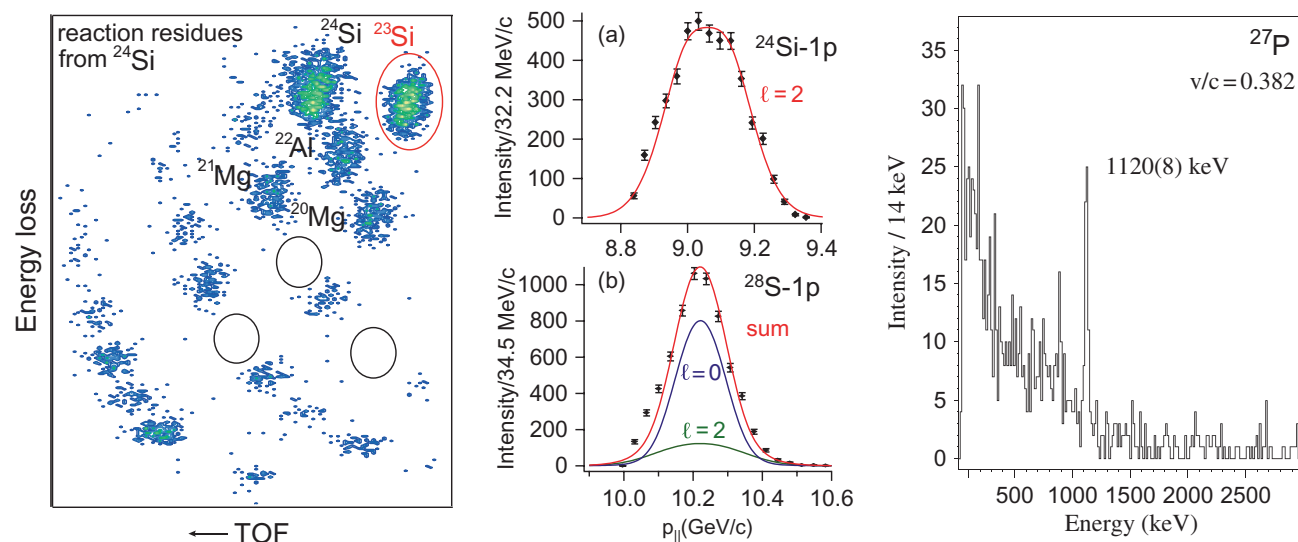 reaction residues
from ²⁴Si
²⁴Si ²³Si
²²Al
²¹Mg
²⁰Mg
Energy loss
← TOF
(a)
²⁴Si-1p
ℓ=2
Intensity/32.2 MeV/c
500
400
300
200
100
0
8.8 9.0 9.2 9.4
(b)
²⁸S-1p
sum
ℓ=0
ℓ=2
Intensity/34.5 MeV/c
1000
800
600
400
200
0
10.0 10.2 10.4 10.6
p||(GeV/c)
²⁷P
v/c=0.382
1120(8) keV
Intensity / 14 keV
35
30
25
20
15
10
5
0
500 1000 1500 2000 2500
Energy (keV)